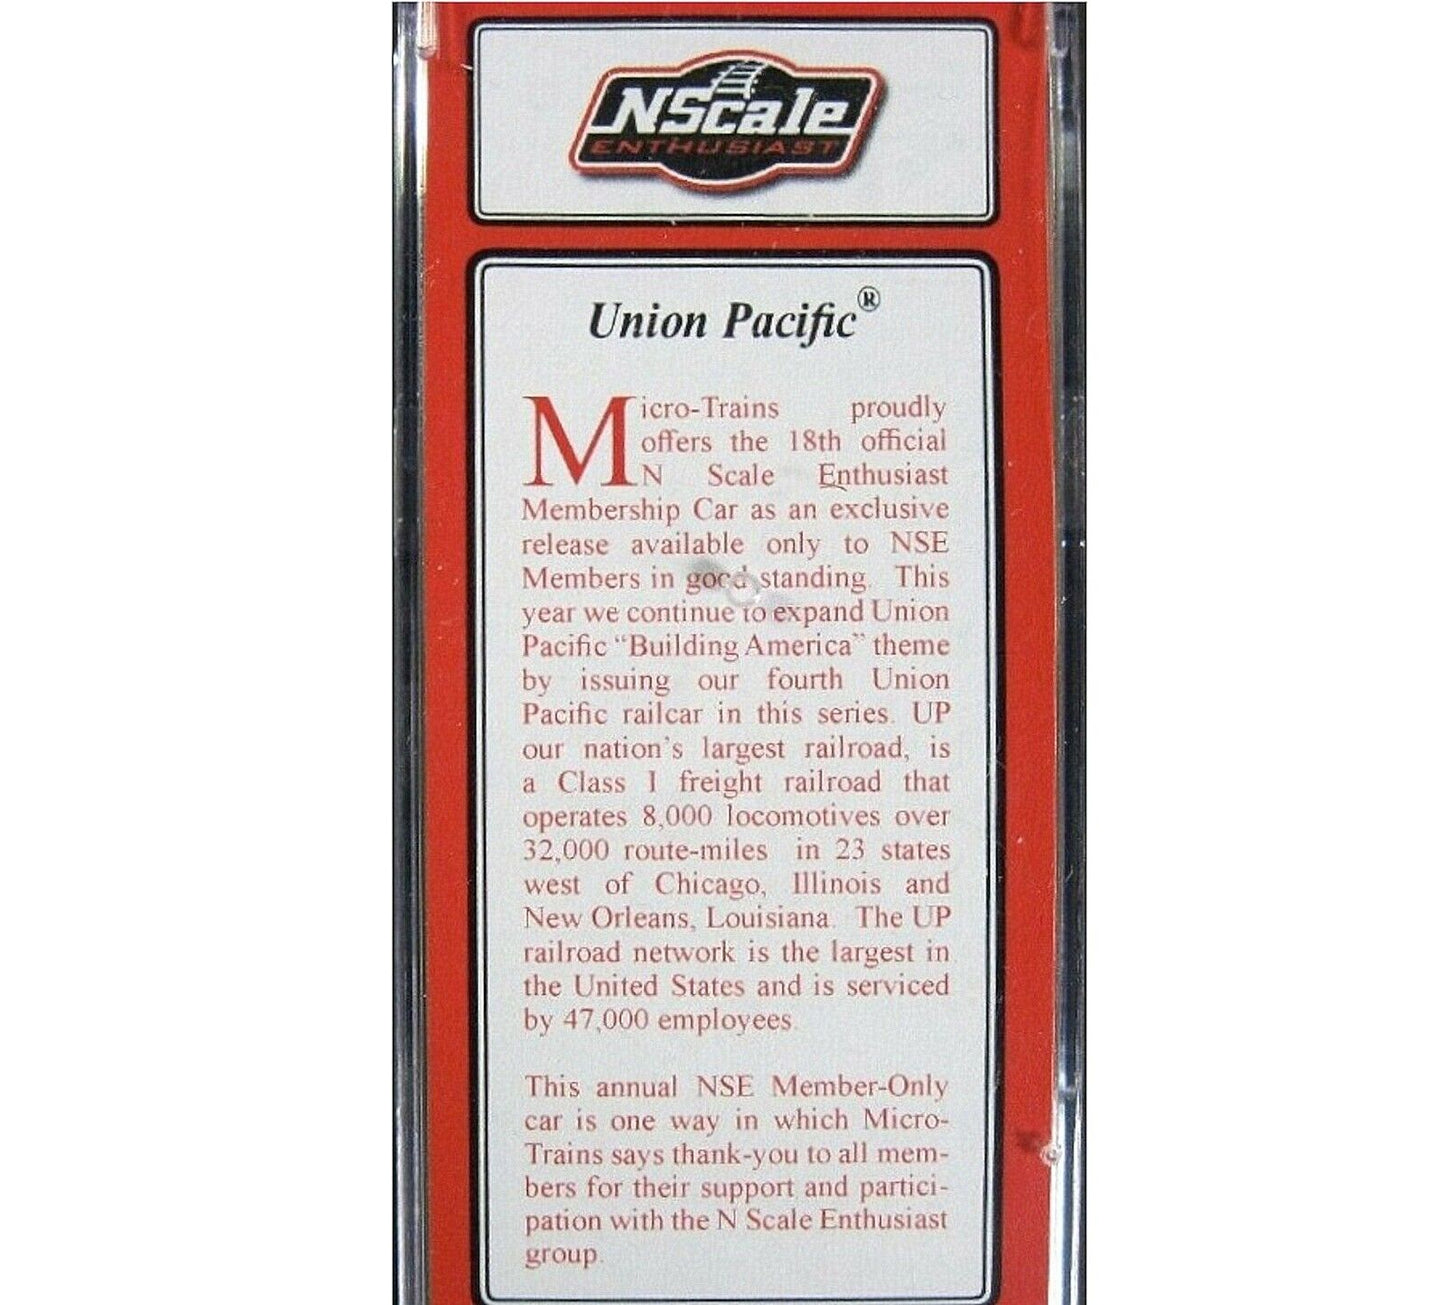 NScale
ENTHUSIAST
Union Pacific®
Micro-Trains proudly
offers the 18th official
N Scale Enthusiast
Membership Car as an exclusive
release available only to NSE
Members in good standing. This
year we continue to expand Union
Pacific “Building America” theme
by issuing our fourth Union
Pacific railcar in this series. UP
our nation's largest railroad, is
a Class I freight railroad that
operates 8,000 locomotives over
32,000 route-miles in 23 states
west of Chicago, Illinois and
New Orleans, Louisiana. The UP
railroad network is the largest in
the United States and is serviced
by 47,000 employees.
This annual NSE Member-Only
car is one way in which Micro-
Trains says thank-you to all mem-
bers for their support and partici-
pation with the N Scale Enthusiast
group.